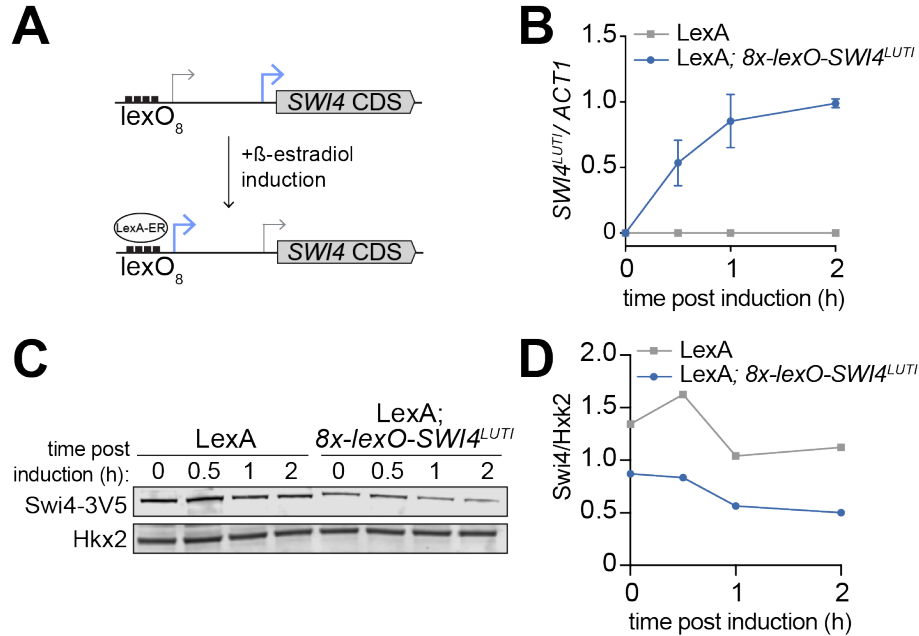 A
lexO8
SWI4 CDS
+ß-estradiol
induction
LexA-ER
lexO8
SWI4 CDS
B
LexA
LexA; 8x-lexO-SWI4LUTI
1.5
1.0
0.5
0
SWI4LUTI/ ACT1
0 1 2
time post induction (h)
C
time post
induction (h):
LexA
LexA;
8x-lexO-SWI4LUTI
0 0.5 1 2 0 0.5 1 2
Swi4-3V5
Hkx2
D
LexA
LexA; 8x-lexO-SWI4LUTI
2.0
1.5
1.0
0.5
0
Swi4/Hxk2
0 1 2
time post induction (h)